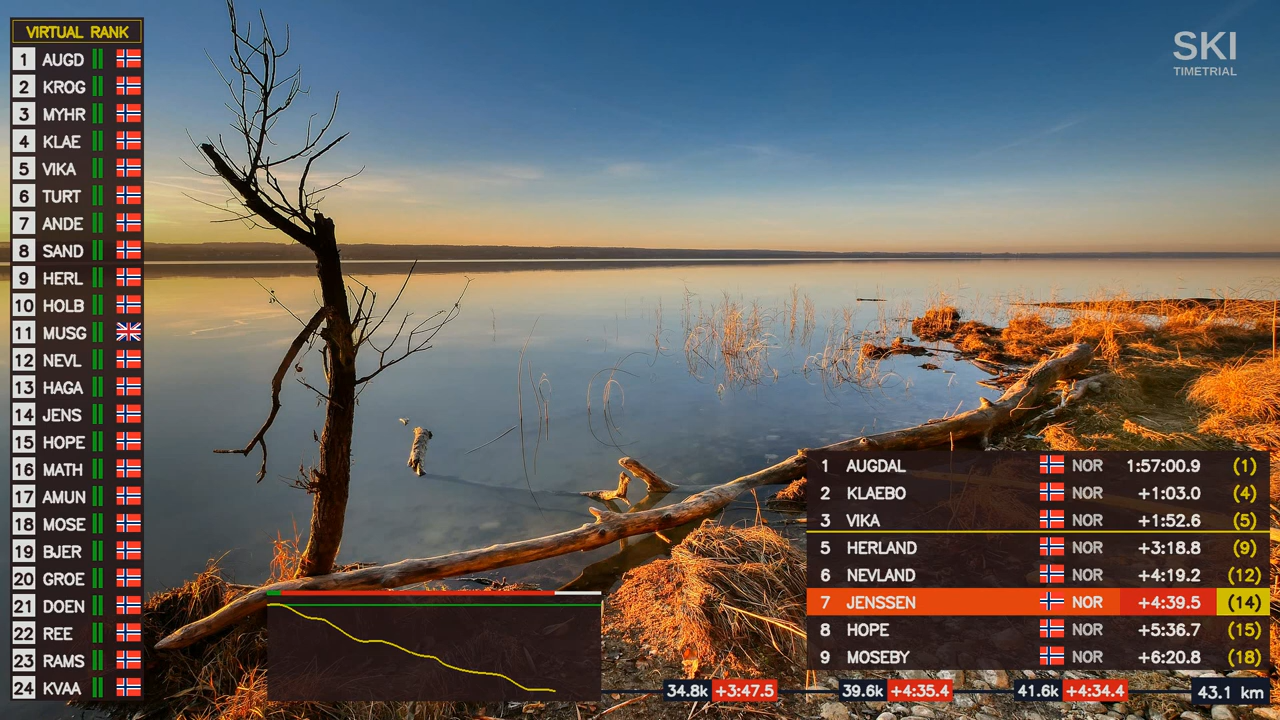 VIRTUAL RANK
1 AUGD
2 KROG
3 MYHR
4 KLAE
5 VIKA
6 TURT
7 ANDE
8 SAND
9 HERL
10 HOLB
11 MUSG
12 NEVL
13 HAGA
14 JENS
15 HOPE
16 MATH
17 AMUN
18 MOSE
19 BJER
20 GROE
21 DOEN
22 REE
23 RAMS
24 KVAA
SKI
TIMETRIAL
1 AUGDAL NOR 1:57:00.9 (1)
2 KLAEBO NOR +1:03.0 (4)
3 VIKA NOR +1:52.6 (5)
5 HERLAND NOR +3:18.8 (9)
6 NEVLAND NOR +4:19.2 (12)
7 JENSSEN NOR +4:39.5 (14)
8 HOPE NOR +5:36.7 (15)
9 MOSEBY NOR +6:20.8 (18)
34.8k +3:47.5 39.6k +4:35.4 41.6k +4:34.4 43.1 km